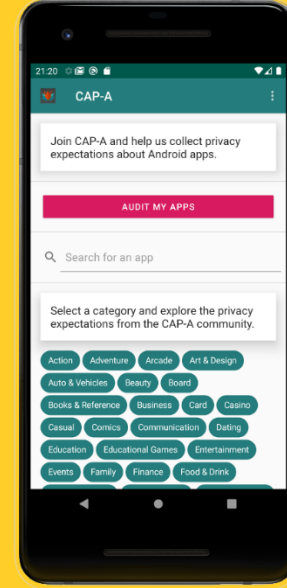 21:20
CAP-A
Join CAP-A and help us collect privacy
expectations about Android apps.
AUDIT MY APPS
Search for an app
Select a category and explore the privacy
expectations from the CAP-A community.
Action Adventure Arcade Art & Design
Auto & Vehicles Beauty Board
Books & Reference Business Card Casino
Casual Comics Communication Dating
Education Educational Games Entertainment
Events Family Finance Food & Drink